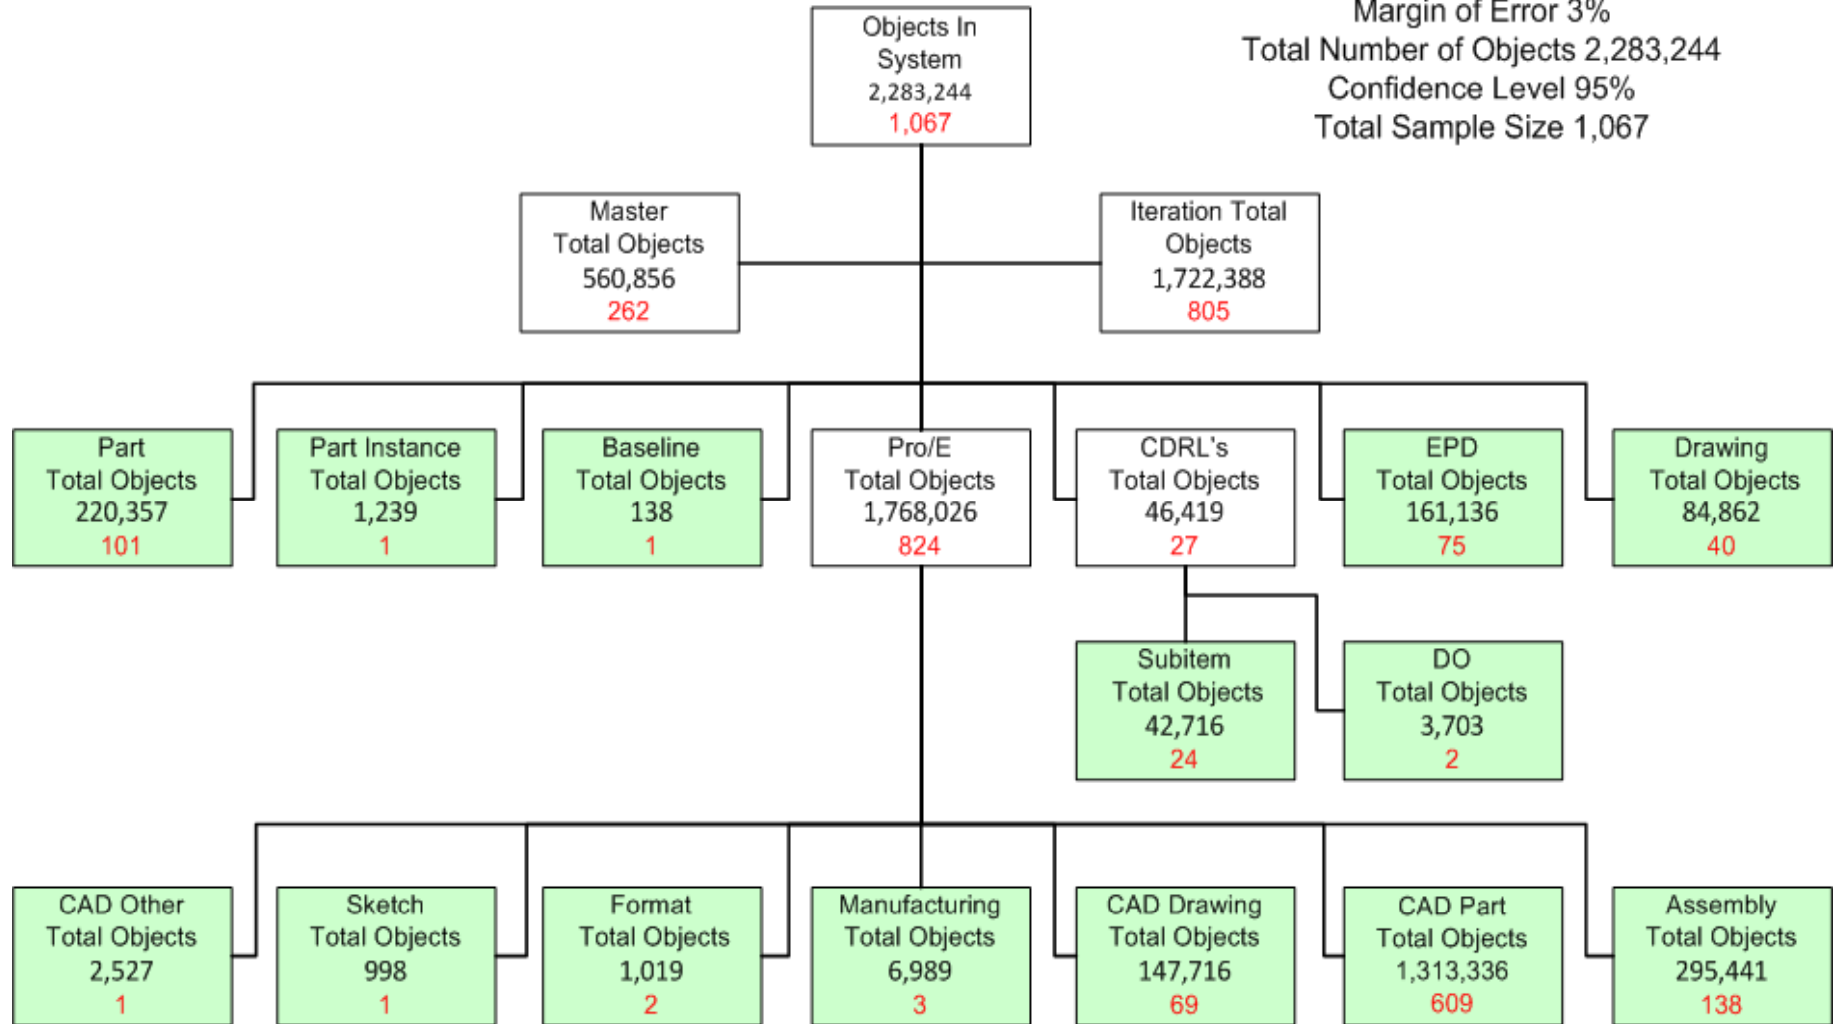 Objects In
System
2,283,244
1,067
Margin of Error 3%
Total Number of Objects 2,283,244
Confidence Level 95%
Total Sample Size 1,067
Master
Total Objects
560,856
262
Iteration Total
Objects
1,722,388
805
Part
Total Objects
220,357
101
Part Instance
Total Objects
1,239
1
Baseline
Total Objects
138
1
Pro/E
Total Objects
1,768,026
824
CDRL's
Total Objects
46,419
27
EPD
Total Objects
161,136
75
Drawing
Total Objects
84,862
40
Subitem
Total Objects
42,716
24
DO
Total Objects
3,703
2
CAD Other
Total Objects
2,527
1
Sketch
Total Objects
998
1
Format
Total Objects
1,019
2
Manufacturing
Total Objects
6,989
3
CAD Drawing
Total Objects
147,716
69
CAD Part
Total Objects
1,313,336
609
Assembly
Total Objects
295,441
138